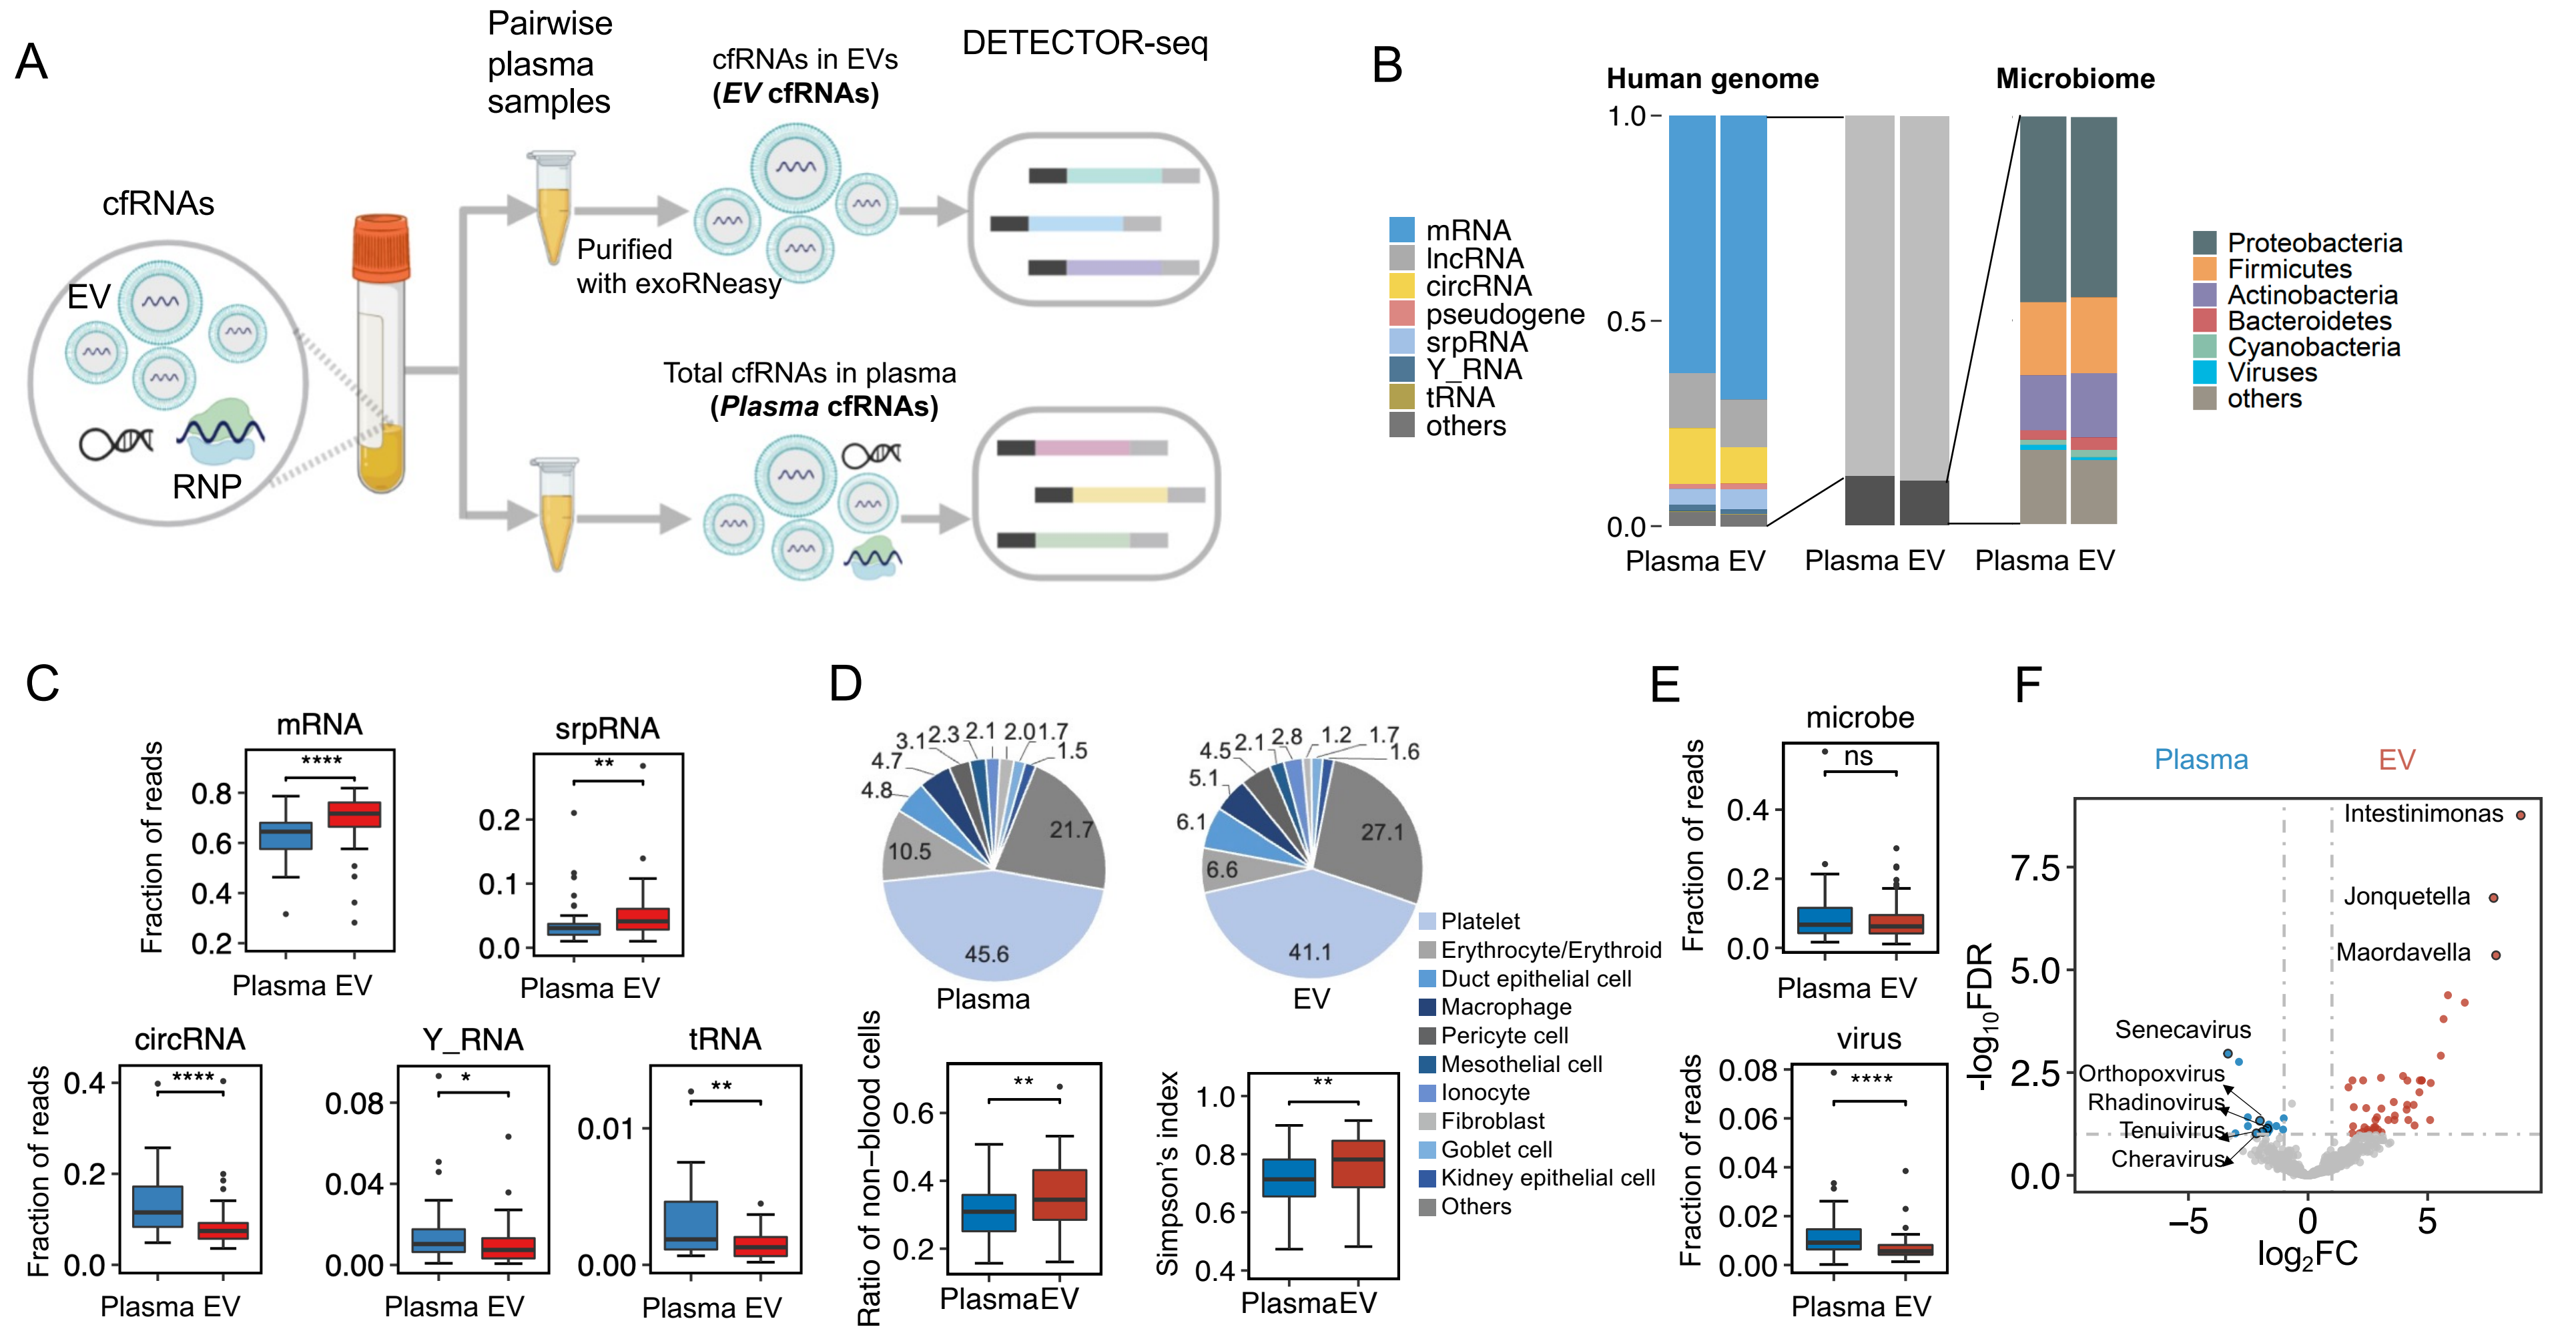 A
Pairwise
plasma
samples
cfRNAs in EVs
(EV cfRNAs)
DETECTOR-seq
cfRNAs
EV
RNP
Purified
with exoRNeasy
Total cfRNAs in plasma
(Plasma cfRNAs)
B
Human genome
Microbiome
mRNA
lncRNA
circRNA
pseudogene
srpRNA
Y_RNA
tRNA
others
1.0
0.5
0.0
Plasma EV
Plasma EV
Plasma EV
Proteobacteria
Firmicutes
Actinobacteria
Bacteroidetes
Cyanobacteria
Viruses
others
C
mRNA
Fraction of reads
0.8
0.6
0.4
0.2
****
Plasma EV
srpRNA
0.2
0.1
0.0
**
Plasma EV
circRNA
Fraction of reads
0.4
0.2
0.0
****
Plasma EV
Y_RNA
0.08
0.04
0.00
*
Plasma EV
tRNA
0.01
0.00
**
Plasma EV
D
4.8
4.7
3.1
2.3
2.1
2.0
1.7
1.5
10.5
21.7
45.6
Plasma
6.1
5.1
4.5
2.1
2.8
1.2
1.7
1.6
6.6
27.1
41.1
EV
Platelet
Erythrocyte/Erythroid
Duct epithelial cell
Macrophage
Pericyte cell
Mesothelial cell
Ionocyte
Fibroblast
Goblet cell
Kidney epithelial cell
Others
Ratio of non-blood cells
0.6
0.4
0.2
**
PlasmaEV
Simpson's index
1.0
0.8
0.6
0.4
**
PlasmaEV
E
microbe
Fraction of reads
0.4
0.2
0.0
ns
Plasma EV
virus
Fraction of reads
0.08
0.06
0.04
0.02
0.00
****
Plasma EV
F
Plasma
EV
-log10FDR
7.5
5.0
2.5
0.0
Intestinimonas
Jonquetella
Maordavella
Senecavirus
Orthopoxvirus
Rhadinovirus
Tenuivirus
Cheravirus
−5
0
5
log2FC